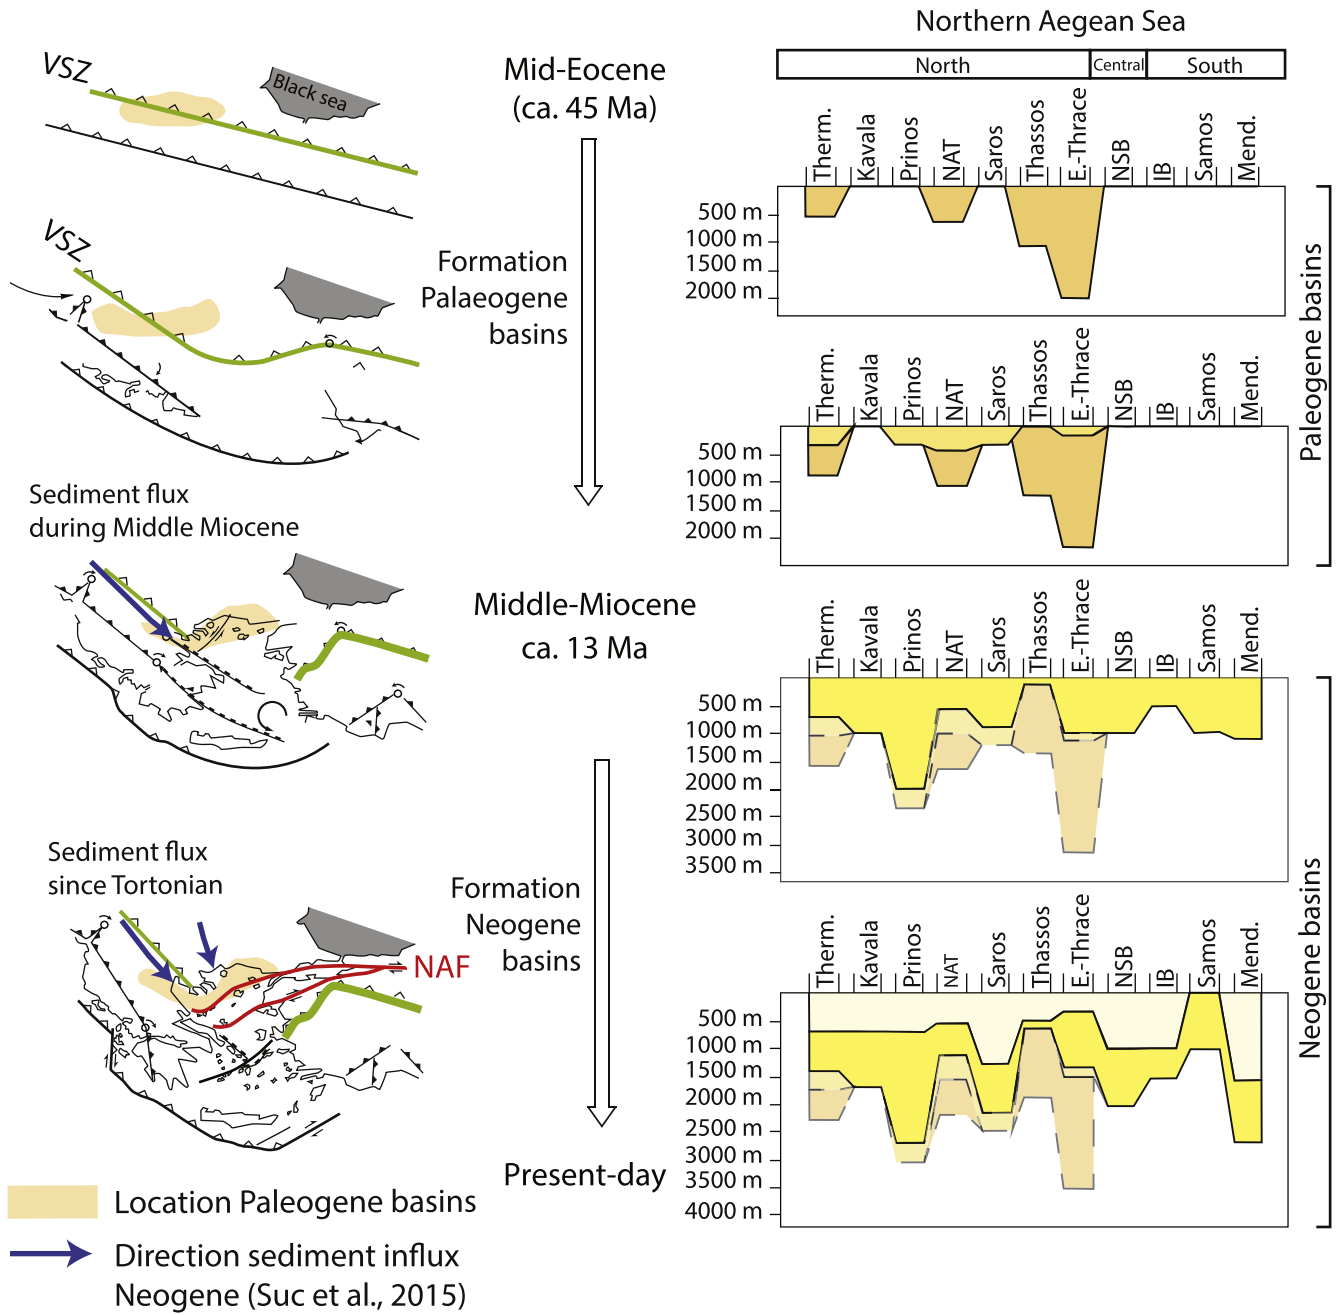 Northern Aegean Sea
North
Central
South
VSZ
Black sea
Mid-Eocene
(ca. 45 Ma)
Therm.
Kavala
Prinos
NAT
Saros
Thassos
E.-Thrace
NSB
IB
Samos
Mend.
500 m
1000 m
1500 m
2000 m
Paleogene basins
VSZ
Formation
Palaeogene
basins
Therm.
Kavala
Prinos
NAT
Saros
Thassos
E.-Thrace
NSB
IB
Samos
Mend.
500 m
1000 m
1500 m
2000 m
Sediment flux
during Middle Miocene
Middle-Miocene
ca. 13 Ma
Therm.
Kavala
Prinos
NAT
Saros
Thassos
E.-Thrace
NSB
IB
Samos
Mend.
500 m
1000 m
1500 m
2000 m
2500 m
3000 m
3500 m
Neogene basins
Sediment flux
since Tortonian
Formation
Neogene
basins
NAF
Therm.
Kavala
Prinos
NAT
Saros
Thassos
E.-Thrace
NSB
IB
Samos
Mend.
500 m
1000 m
1500 m
2000 m
2500 m
3000 m
3500 m
4000 m
Present-day
Location Paleogene basins
Direction sediment influx
Neogene (Suc et al., 2015)